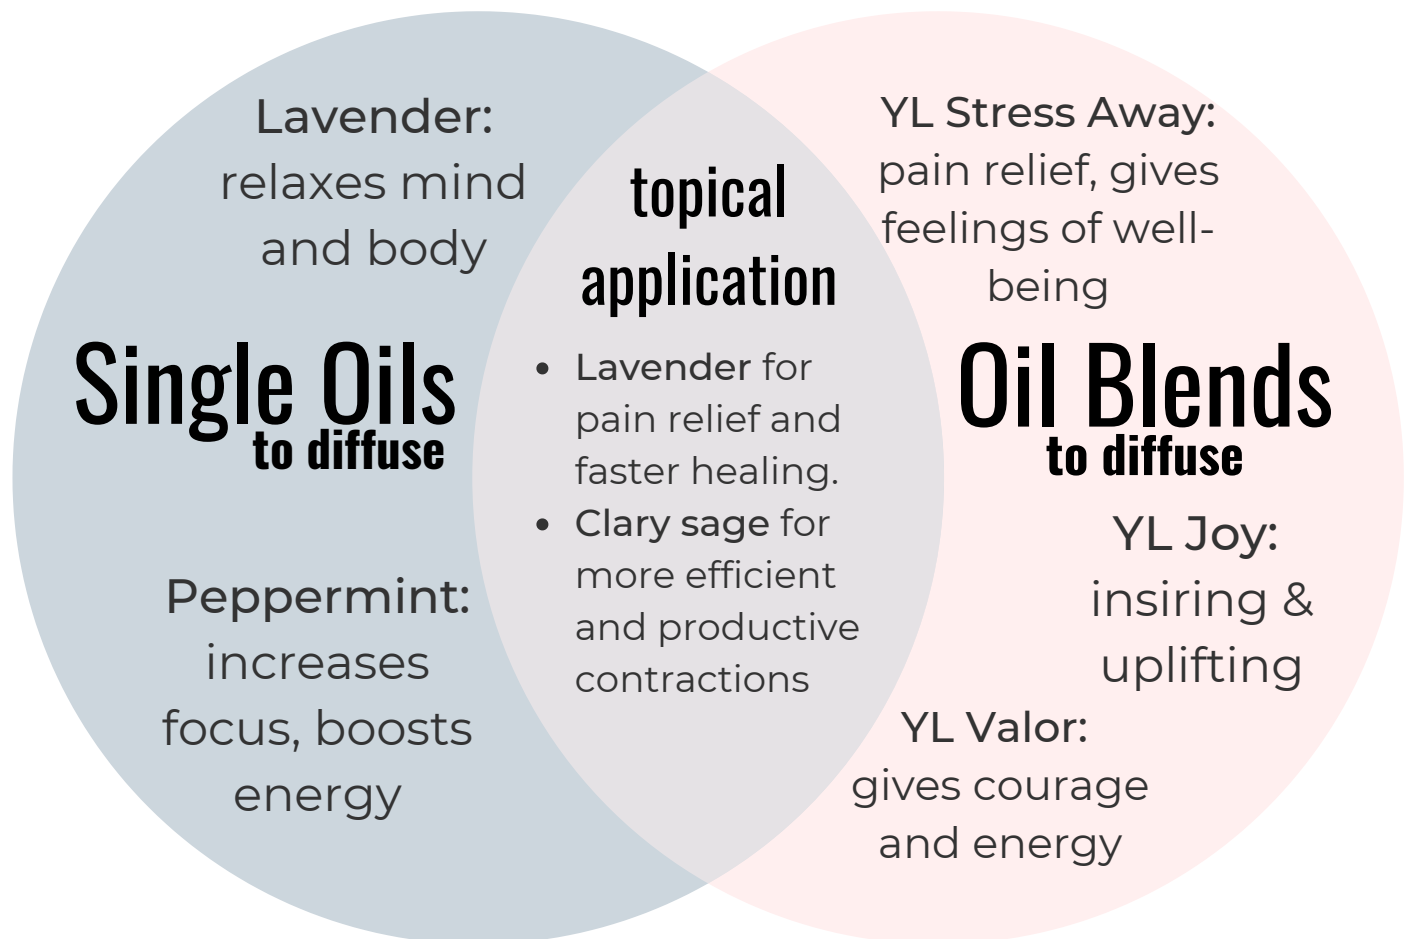 Lavender:
relaxes mind
and body
Single Oils
to diffuse
Peppermint:
increases
focus, boosts
energy
topical
application
• Lavender for
pain relief and
faster healing.
• Clary sage for
more efficient
and productive
contractions
YL Stress Away:
pain relief, gives
feelings of well-
being
Oil Blends
to diffuse
YL Joy:
insiring &
uplifting
YL Valor:
gives courage
and energy